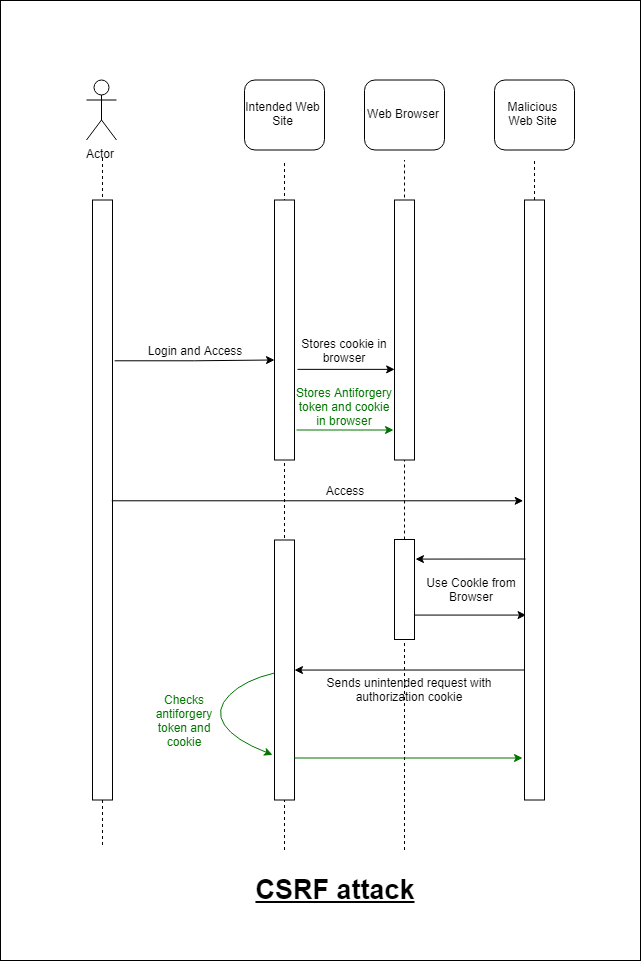 Actor
Intended Web
Site
Web Browser
Malicious
Web Site
Login and Access
Stores cookie in
browser
Stores Antiforgery
token and cookie
in browser
Access
Use Cookle from
Browser
Sends unintended request with
authorization cookie
Checks
antiforgery
token and
cookie
CSRF attack